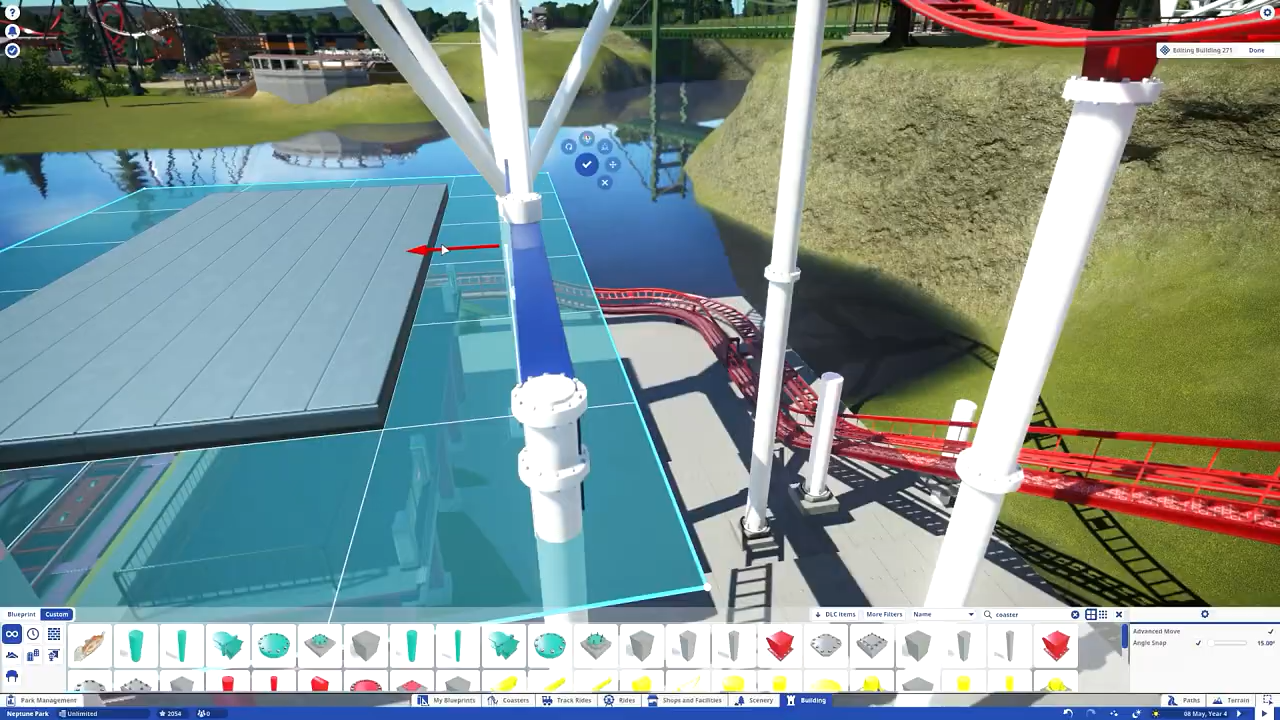 ?
Editing Building 271 Done
Blueprint Custom
DLC Items More Filters Name coaster
Advanced Move
Angle Snap 15.00°
Park Management My Blueprints Coasters Track Rides Rides Shops and Facilities Scenery Building Paths Terrain
Neptune Park Unlimited 2054 0 08 May, Year 4